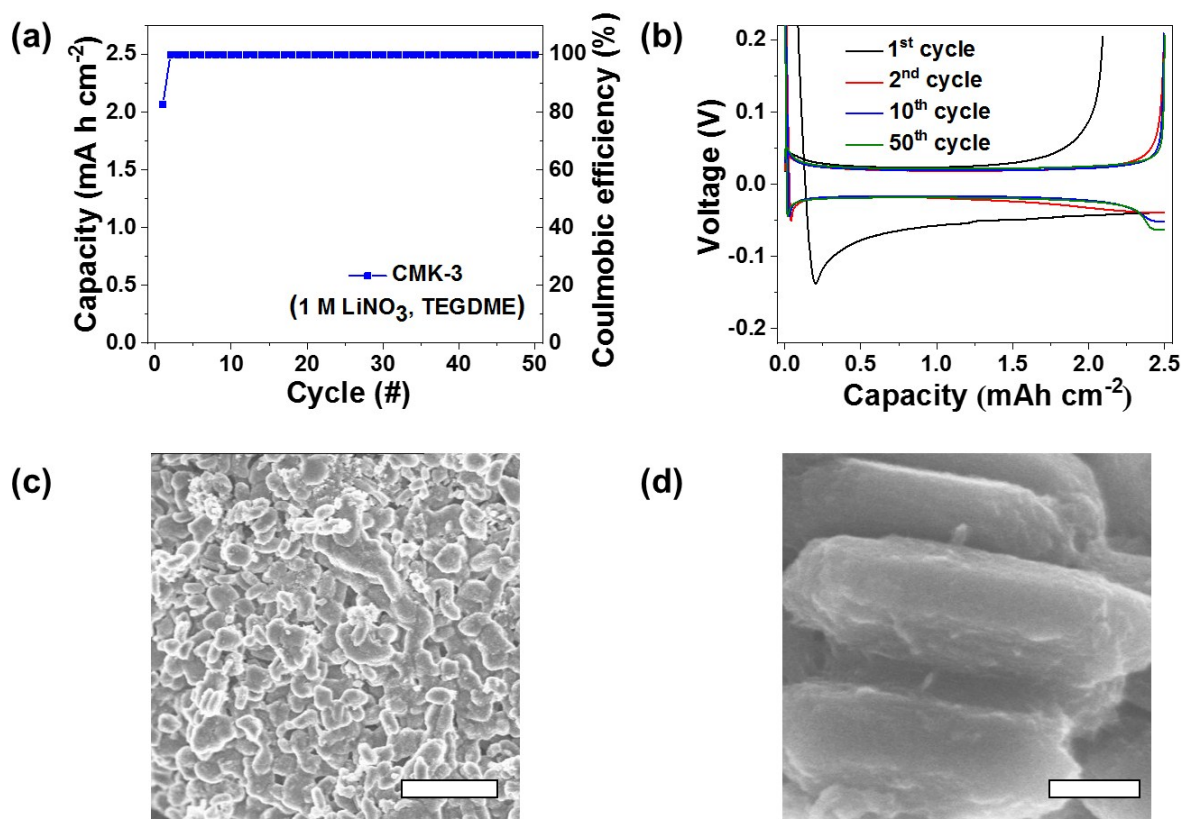 (a)
Capacity (mA h cm-2)
2.5
2.0
1.5
1.0
0.5
0.0
CMK-3
(1 M LiNO3, TEGDME)
100
80
60
40
20
0
Coulmobic efficiency (%)
0 10 20 30 40 50
Cycle (#)
(b)
Voltage (V)
0.2
0.1
0.0
-0.1
-0.2
1st cycle
2nd cycle
10th cycle
50th cycle
0.0 0.5 1.0 1.5 2.0 2.5
Capacity (mAh cm-2)
(c)
(d)